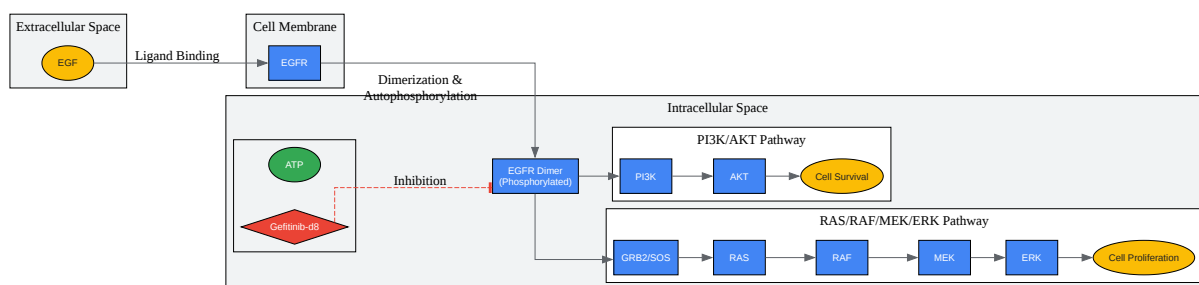 Extracellular Space
EGF
Ligand Binding
Cell Membrane
EGFR
Dimerization &
Autophosphorylation
Intracellular Space
ATP
Gefitinib-d8
Inhibition
EGFR Dimer
(Phosphorylated)
PI3K/AKT Pathway
PI3K
AKT
Cell Survival
RAS/RAF/MEK/ERK Pathway
GRB2/SOS
RAS
RAF
MEK
ERK
Cell Proliferation